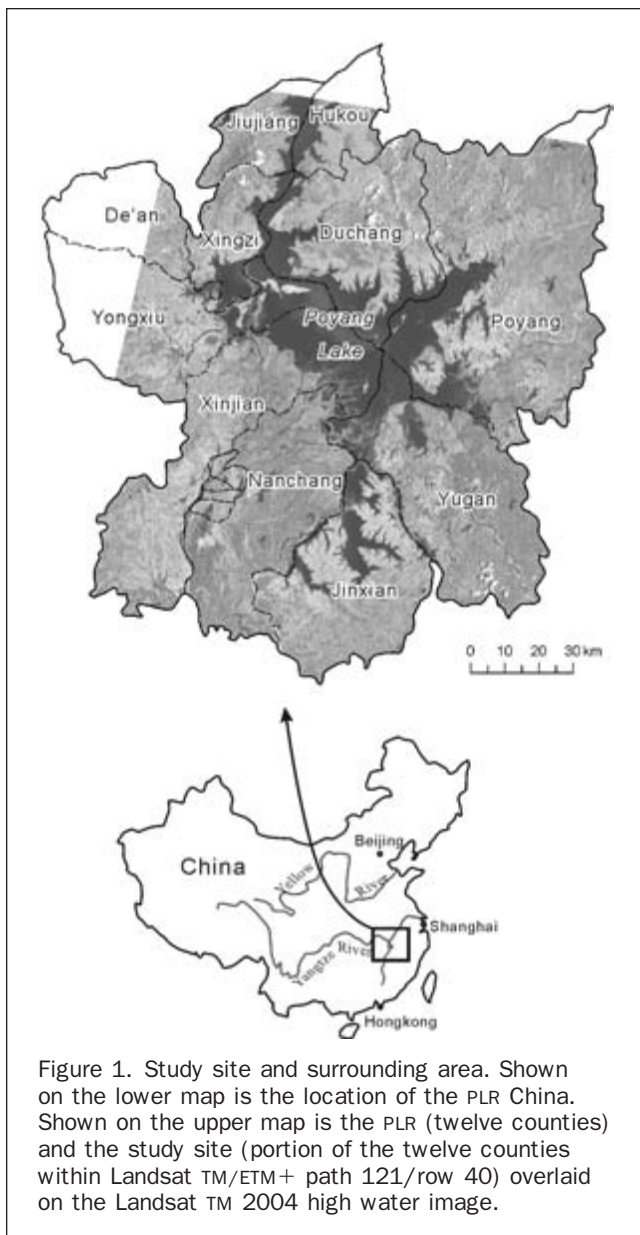 Jiujiang
Hukou
De'an
Xingzi
Duchang
Yongxiu
Poyang
Lake
Poyang
Xinjian
Nanchang
Yugan
Jinxian
0 10 20 30 km
Beijing
China
Yellow River
Shanghai
Yangtze River
Hongkong
Figure 1. Study site and surrounding area. Shown
on the lower map is the location of the PLR China.
Shown on the upper map is the PLR (twelve counties)
and the study site (portion of the twelve counties
within Landsat TM/ETM+ path 121/row 40) overlaid
on the Landsat TM 2004 high water image.